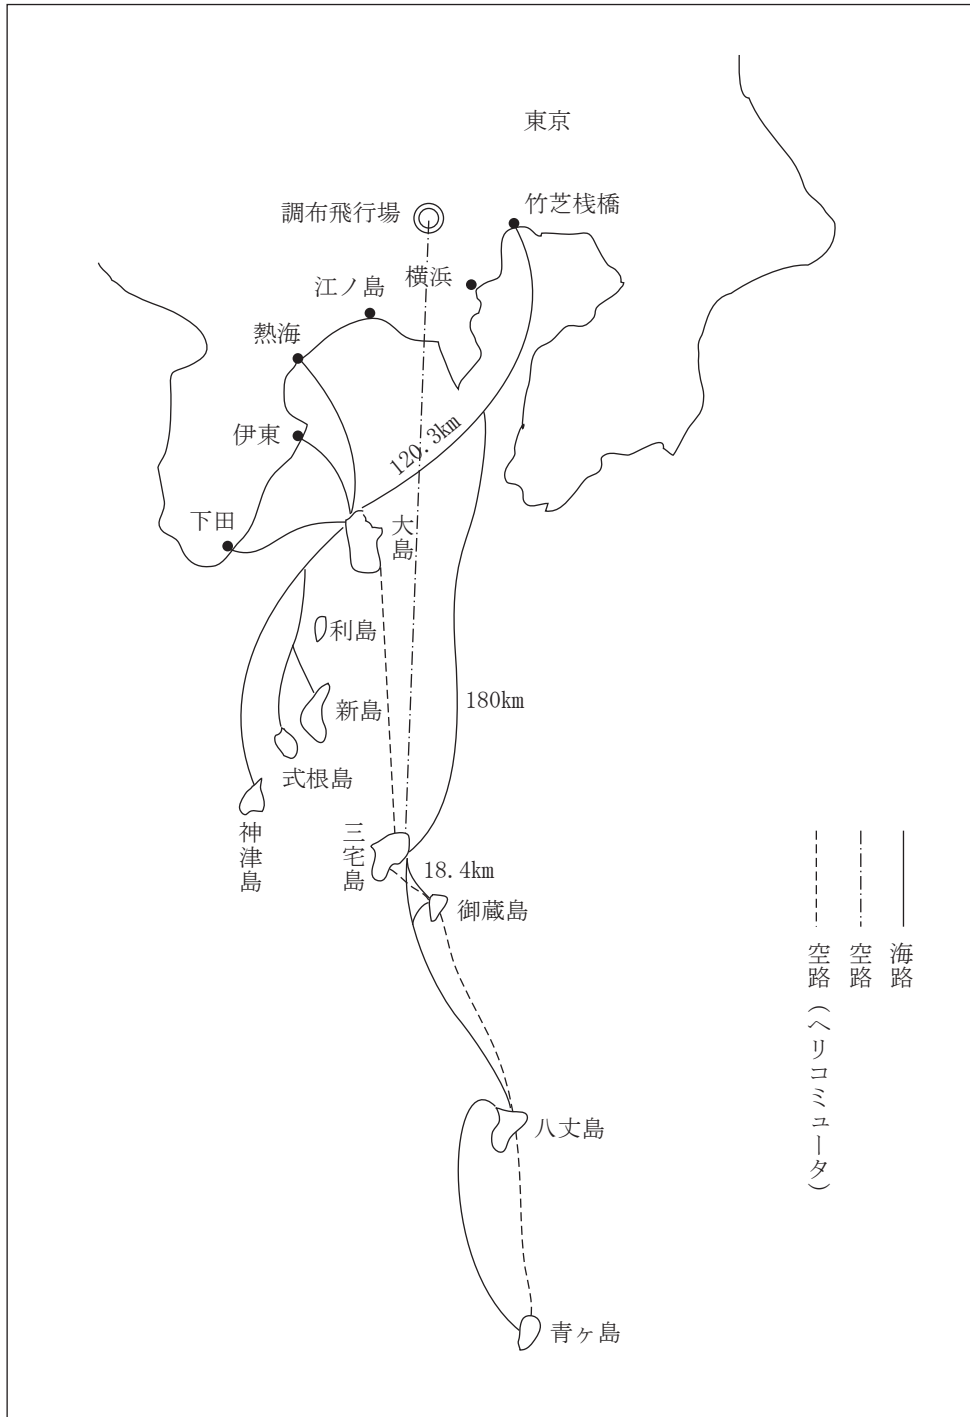 東京
調布飛行場
竹芝桟橋
横浜
江ノ島
熱海
伊東
120.3km
下田
大島
利島
180km
新島
式根島
神津島
三宅島
18.4km
御蔵島
海路
空路
空路(ヘリコミュータ)
八丈島
青ヶ島